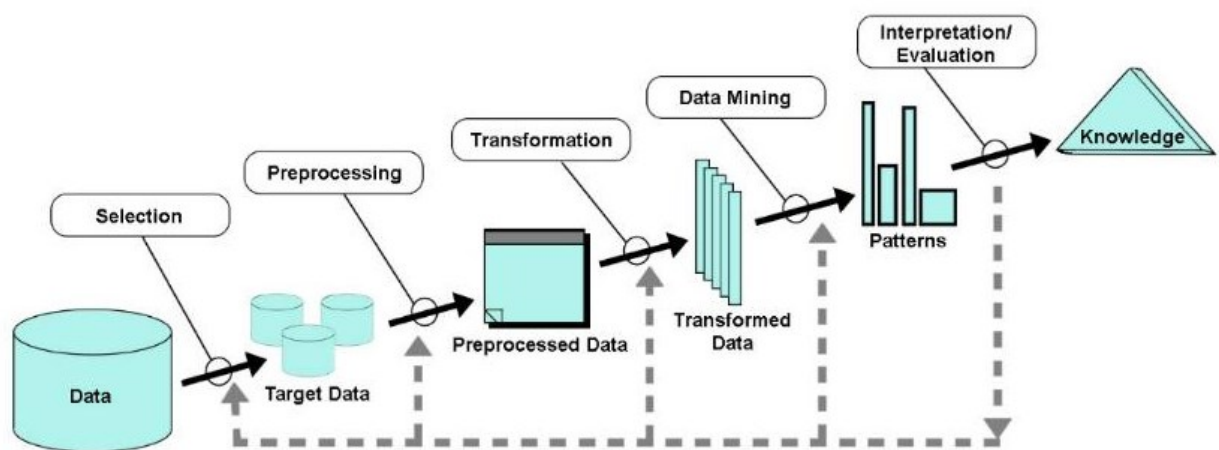 Interpretation/
Evaluation
Data Mining
Knowledge
Transformation
Preprocessing
Selection
Patterns
Transformed
Data
Preprocessed Data
Target Data
Data